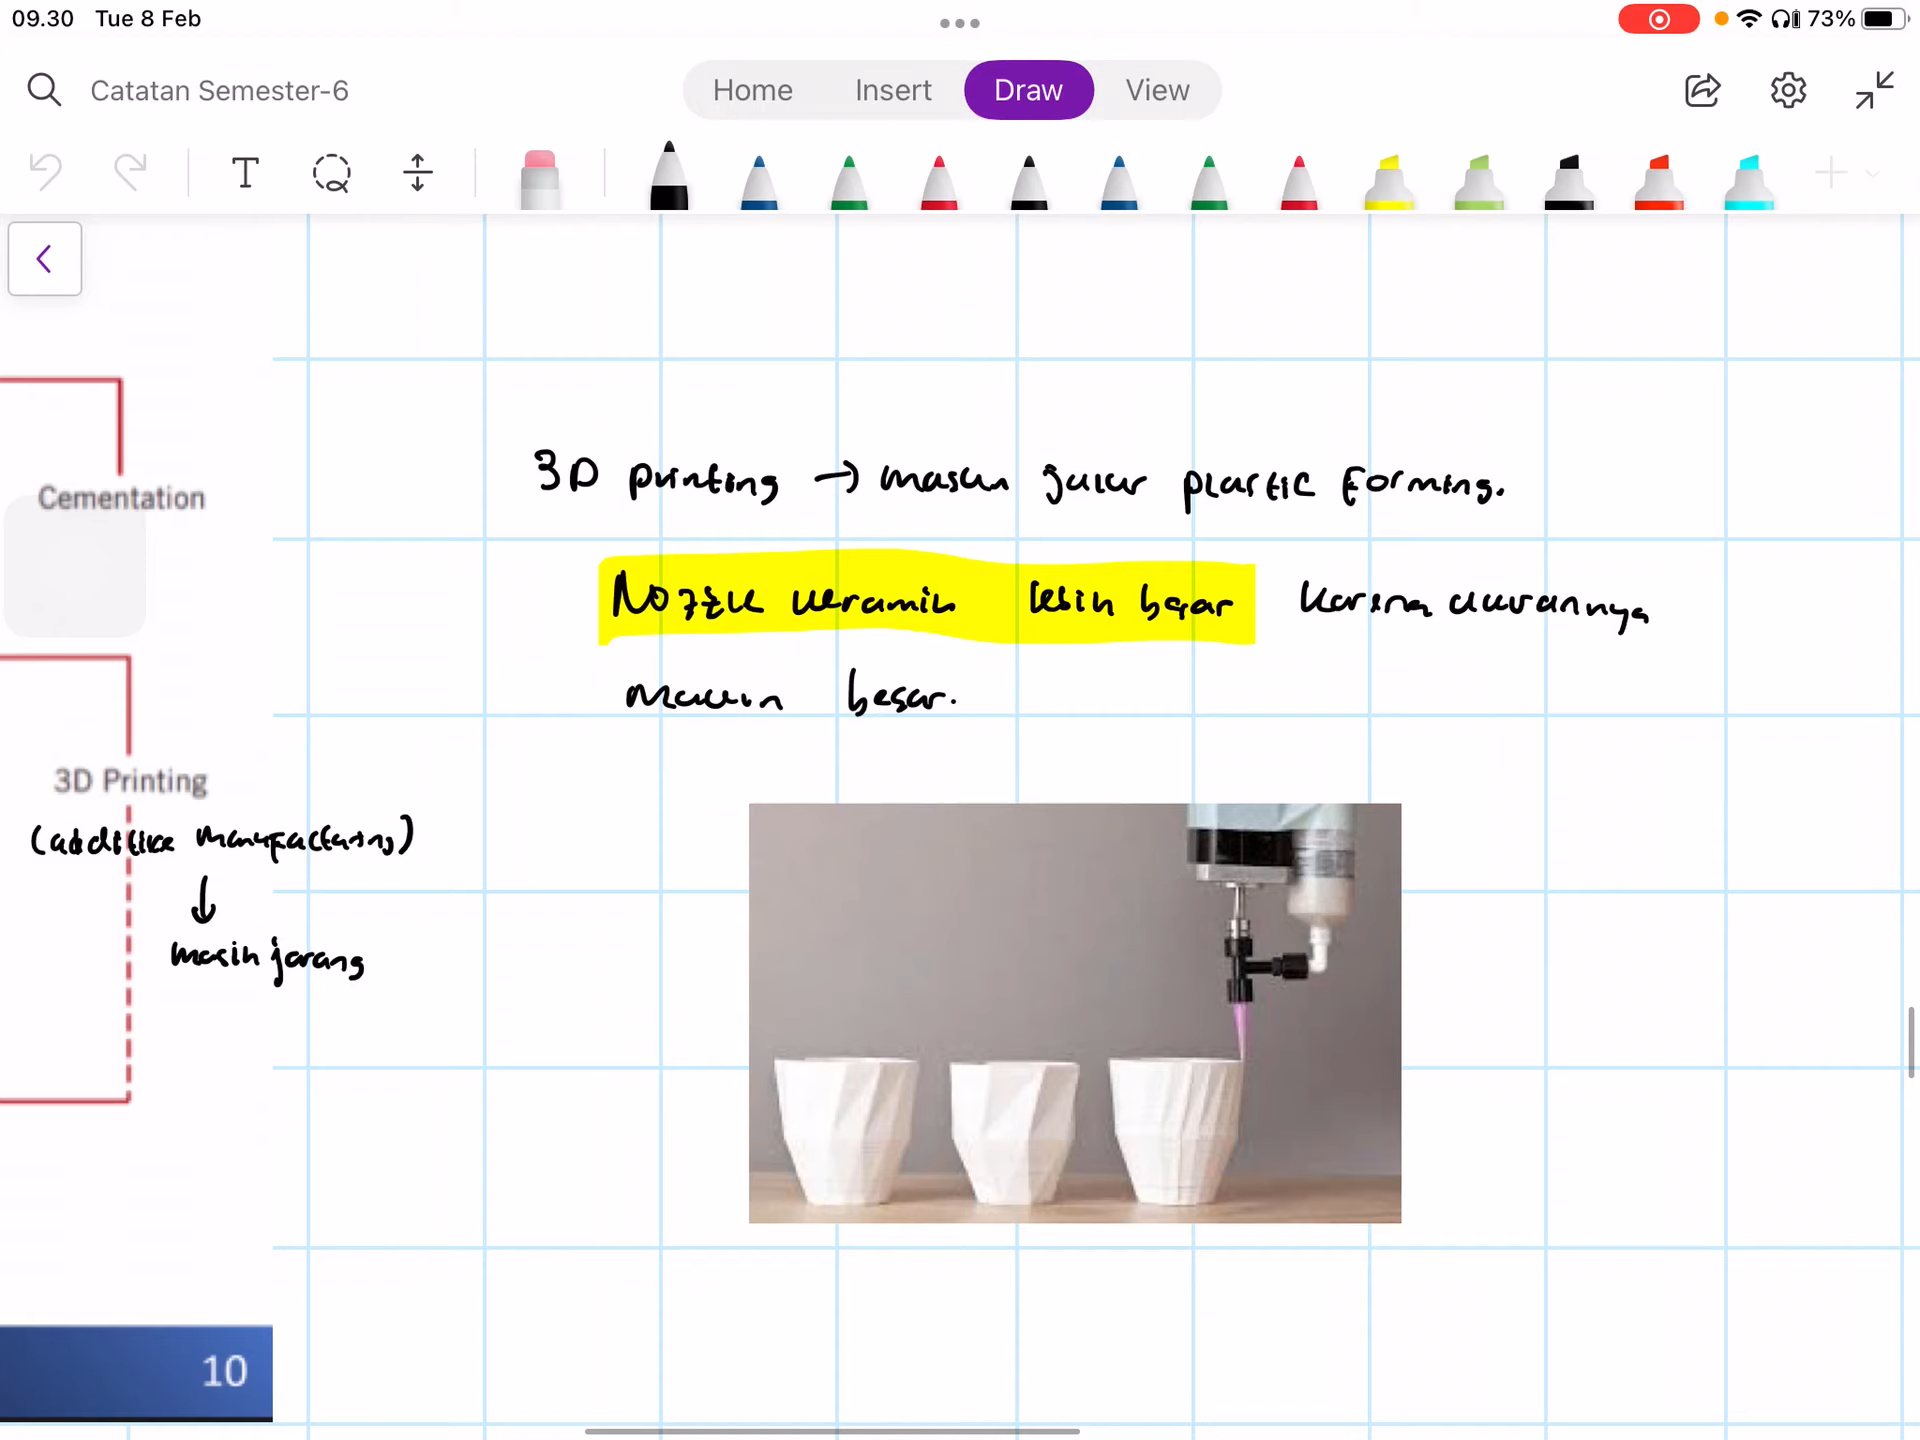 09.30 Tue 8 Feb 73%
Catatan Semester-6 Home Insert Draw View
T
Cementation
3D printing → masuk jalur plastic forming.
Nozzle keramik lebih besar karena ukurannya
makin besar.
3D Printing
(additive manufacturing)
↓
masih jarang
10